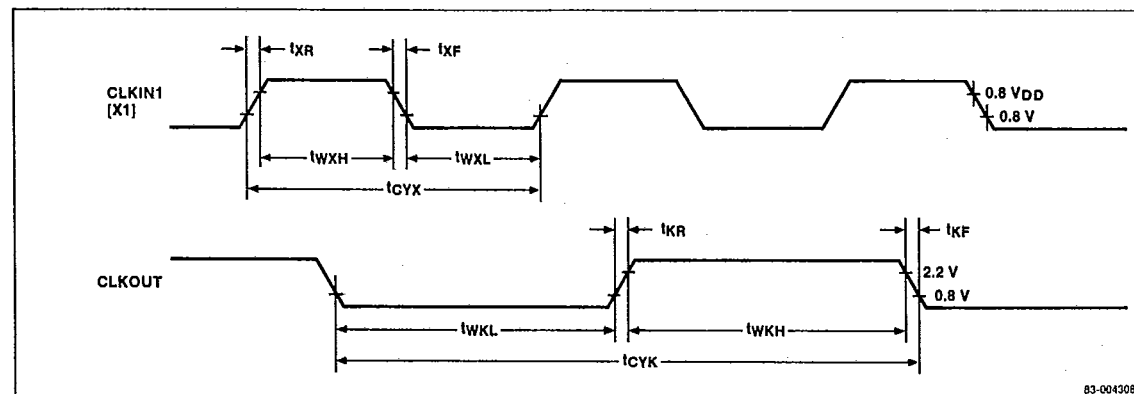 tXR
tXF
CLKIN1
[X1]
0.8 VDD
0.8 V
tWXH
tWXL
tCYX
tKR
tKF
CLKOUT
2.2 V
0.8 V
tWKL
tWKH
tCYK
83-004308